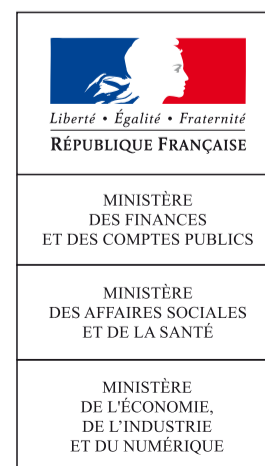 Liberté • Égalité • Fraternité
RÉPUBLIQUE FRANÇAISE
MINISTÈRE
DES FINANCES
ET DES COMPTES PUBLICS
MINISTÈRE
DES AFFAIRES SOCIALES
ET DE LA SANTÉ
MINISTÈRE
DE L'ÉCONOMIE,
DE L’INDUSTRIE
ET DU NUMÉRIQUE